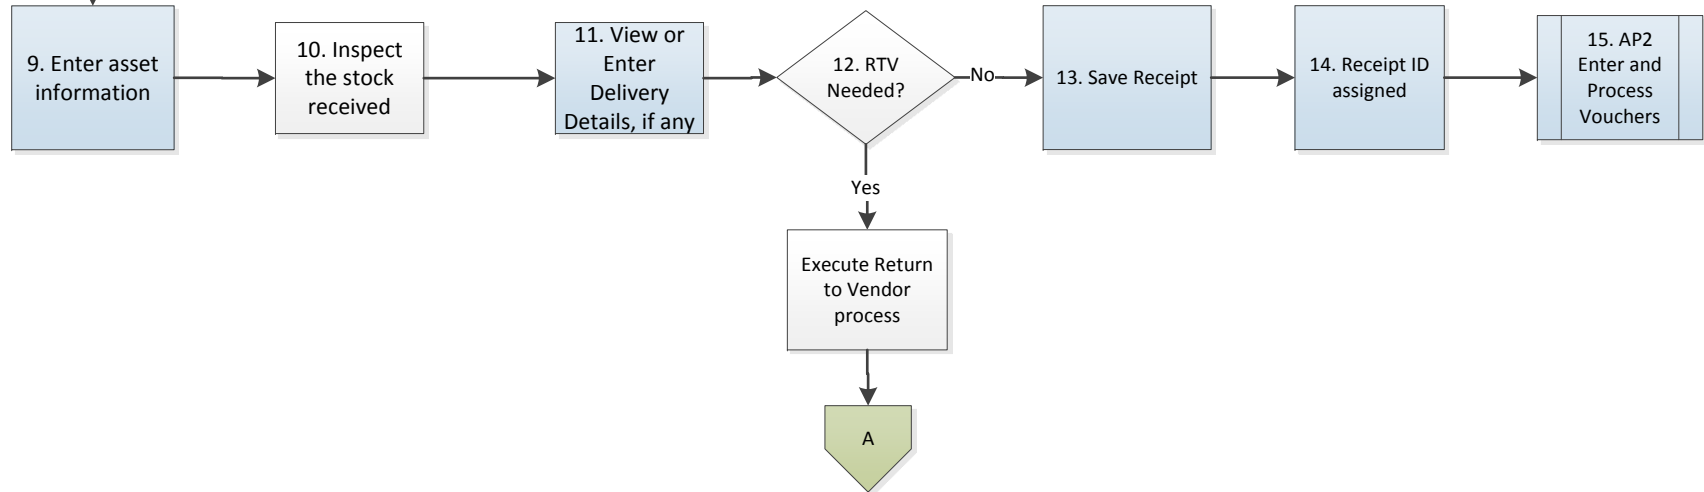 9. Enter asset
information
10. Inspect
the stock
received
11. View or
Enter
Delivery
Details, if any
12. RTV
Needed?
No
13. Save Receipt
14. Receipt ID
assigned
15. AP2
Enter and
Process
Vouchers
Yes
Execute Return
to Vendor
process
A